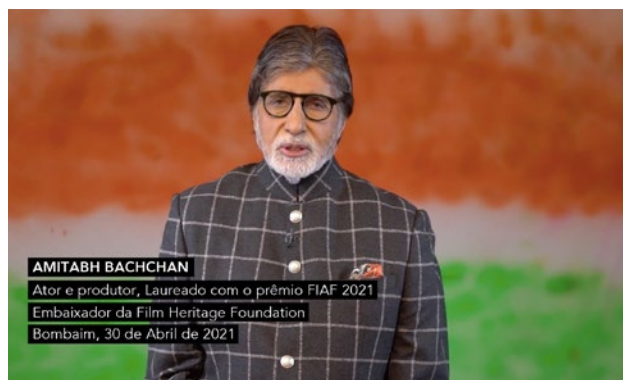 AMITABH BACHCHAN
Ator e produtor, Laureado com o prêmio FIAF 2021
Embaixador da Film Heritage Foundation
Bombaim, 30 de Abril de 2021